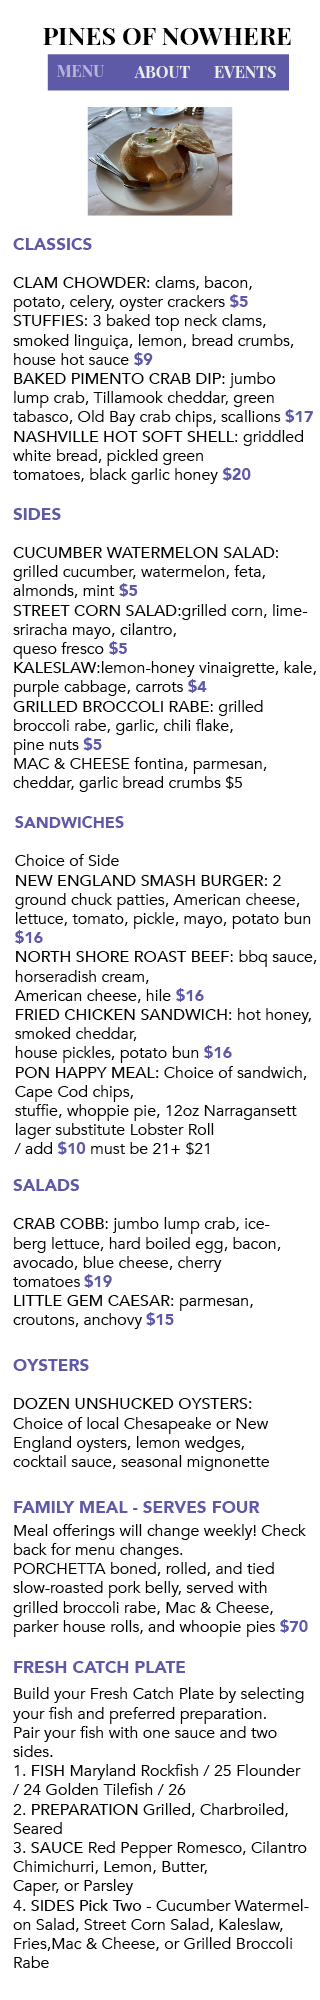 PINES OF NOWHERE
MENU ABOUT EVENTS
CLASSICS
CLAM CHOWDER: clams, bacon,
potato, celery, oyster crackers $5
STUFFIES: 3 baked top neck clams,
smoked linguiça, lemon, bread crumbs,
house hot sauce $9
BAKED PIMENTO CRAB DIP: jumbo
lump crab, Tillamook cheddar, green
tabasco, Old Bay crab chips, scallions $17
NASHVILLE HOT SOFT SHELL: griddled
white bread, pickled green
tomatoes, black garlic honey $20
SIDES
CUCUMBER WATERMELON SALAD:
grilled cucumber, watermelon, feta,
almonds, mint $5
STREET CORN SALAD:grilled corn, lime-
sriracha mayo, cilantro,
queso fresco $5
KALESLAW:lemon-honey vinaigrette, kale,
purple cabbage, carrots $4
GRILLED BROCCOLI RABE: grilled
broccoli rabe, garlic, chili flake,
pine nuts $5
MAC & CHEESE fontina, parmesan,
cheddar, garlic bread crumbs $5
SANDWICHES
Choice of Side
NEW ENGLAND SMASH BURGER: 2
ground chuck patties, American cheese,
lettuce, tomato, pickle, mayo, potato bun
$16
NORTH SHORE ROAST BEEF: bbq sauce,
horseradish cream,
American cheese, hile $16
FRIED CHICKEN SANDWICH: hot honey,
smoked cheddar,
house pickles, potato bun $16
PON HAPPY MEAL: Choice of sandwich,
Cape Cod chips,
stuffie, whoppie pie, 12oz Narragansett
lager substitute Lobster Roll
/ add $10 must be 21+ $21
SALADS
CRAB COBB: jumbo lump crab, ice-
berg lettuce, hard boiled egg, bacon,
avocado, blue cheese, cherry
tomatoes $19
LITTLE GEM CAESAR: parmesan,
croutons, anchovy $15
OYSTERS
DOZEN UNSHUCKED OYSTERS:
Choice of local Chesapeake or New
England oysters, lemon wedges,
cocktail sauce, seasonal mignonette
FAMILY MEAL - SERVES FOUR
Meal offerings will change weekly! Check
back for menu changes.
PORCHETTA boned, rolled, and tied
slow-roasted pork belly, served with
grilled broccoli rabe, Mac & Cheese,
parker house rolls, and whoopie pies $70
FRESH CATCH PLATE
Build your Fresh Catch Plate by selecting
your fish and preferred preparation.
Pair your fish with one sauce and two
sides.
1. FISH Maryland Rockfish / 25 Flounder
/ 24 Golden Tilefish / 26
2. PREPARATION Grilled, Charbroiled,
Seared
3. SAUCE Red Pepper Romesco, Cilantro
Chimichurri, Lemon, Butter,
Caper, or Parsley
4. SIDES Pick Two - Cucumber Watermel-
on Salad, Street Corn Salad, Kaleslaw,
Fries,Mac & Cheese, or Grilled Broccoli
Rabe